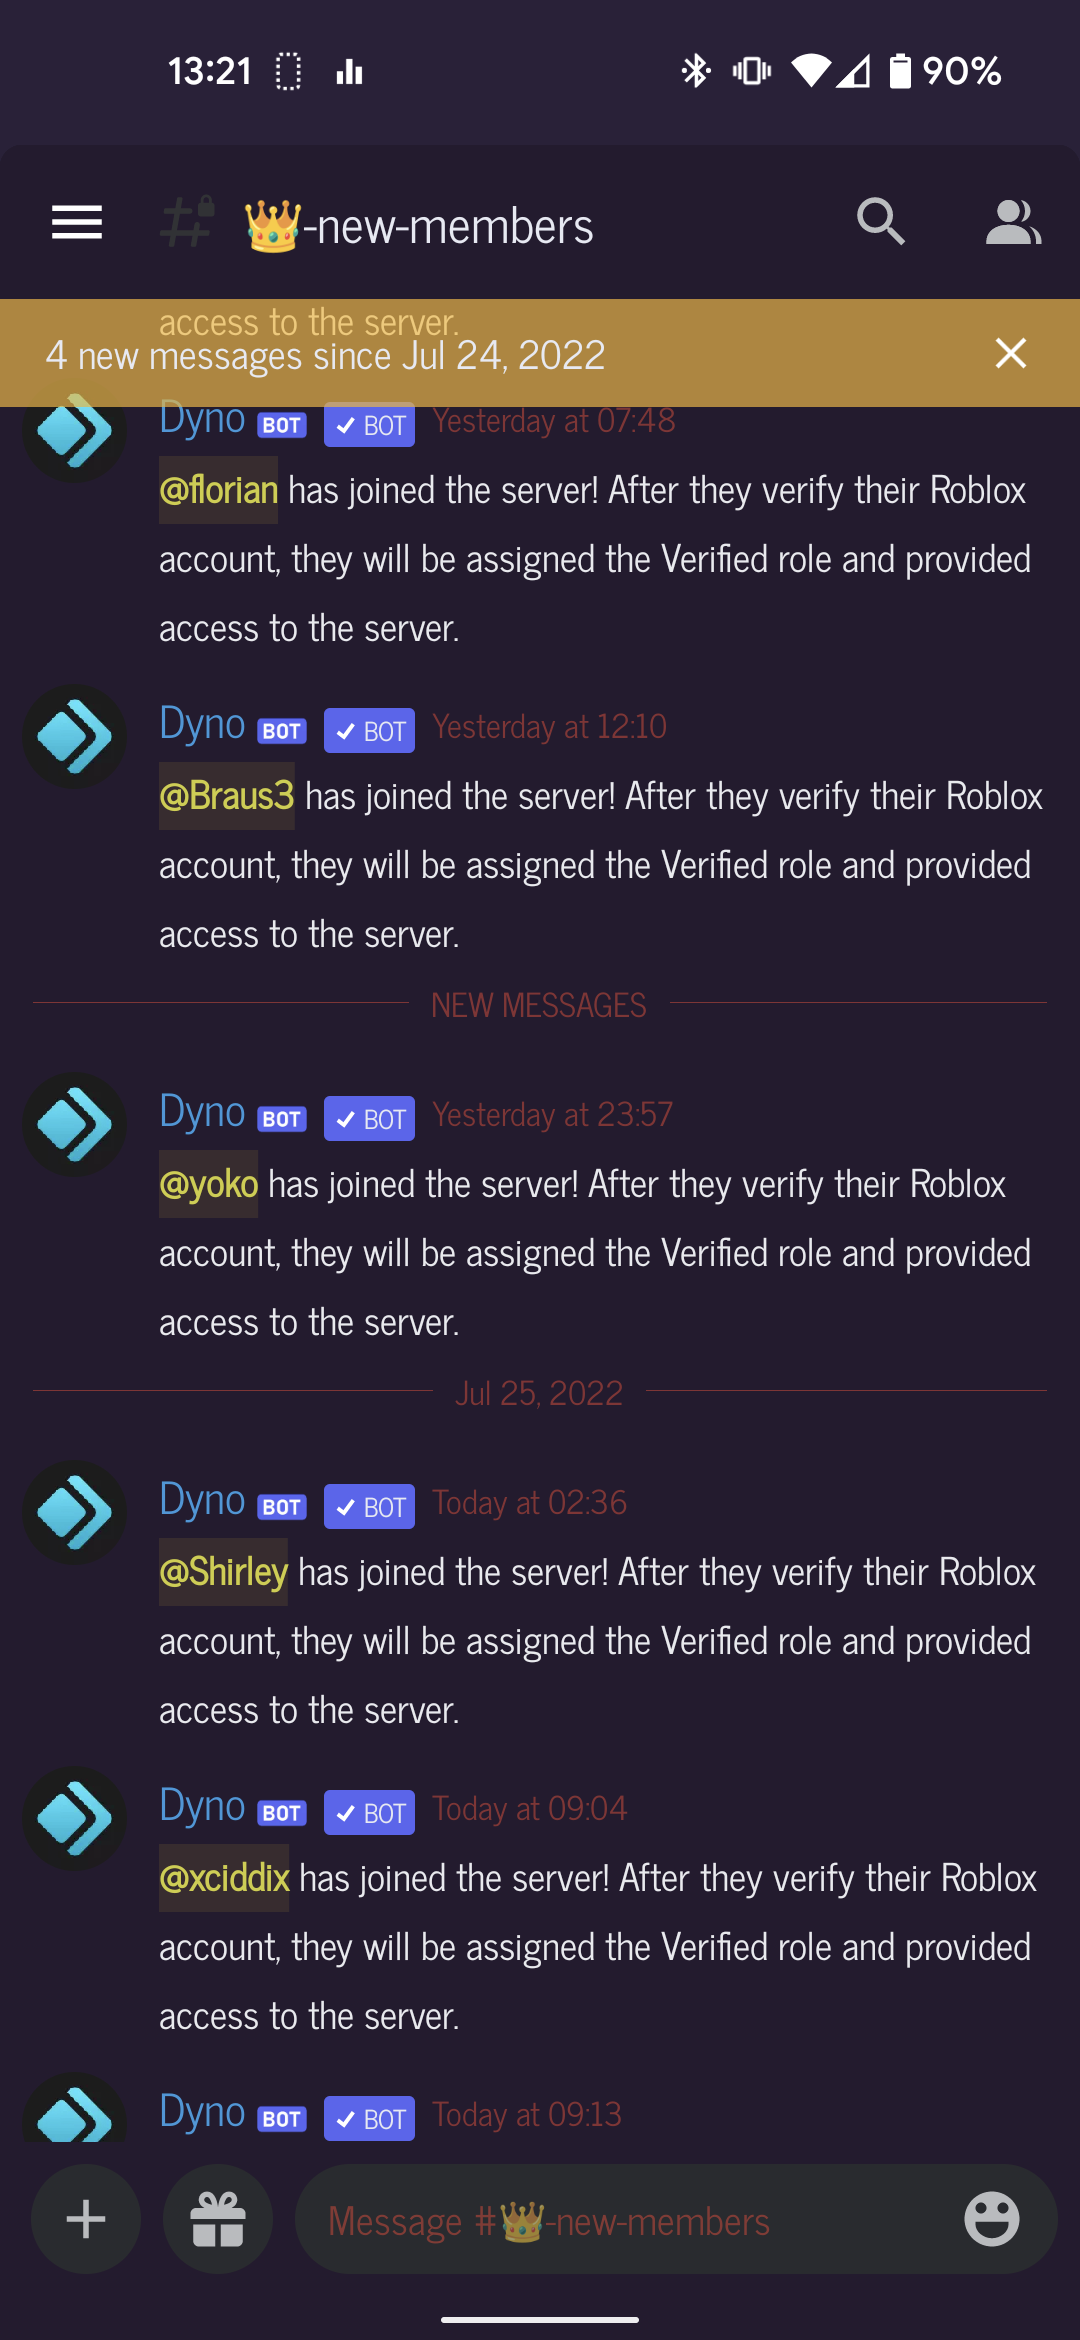 13:21 90%
👑-new-members
access to the server.
4 new messages since Jul 24, 2022
Dyno BOT ✓ BOT Yesterday at 07:48
@florian has joined the server! After they verify their Roblox
account, they will be assigned the Verified role and provided
access to the server.
Dyno BOT ✓ BOT Yesterday at 12:10
@Braus3 has joined the server! After they verify their Roblox
account, they will be assigned the Verified role and provided
access to the server.
NEW MESSAGES
Dyno BOT ✓ BOT Yesterday at 23:57
@yoko has joined the server! After they verify their Roblox
account, they will be assigned the Verified role and provided
access to the server.
Jul 25, 2022
Dyno BOT ✓ BOT Today at 02:36
@Shirley has joined the server! After they verify their Roblox
account, they will be assigned the Verified role and provided
access to the server.
Dyno BOT ✓ BOT Today at 09:04
@xciddix has joined the server! After they verify their Roblox
account, they will be assigned the Verified role and provided
access to the server.
Dyno BOT ✓ BOT Today at 09:13
Message #👑-new-members